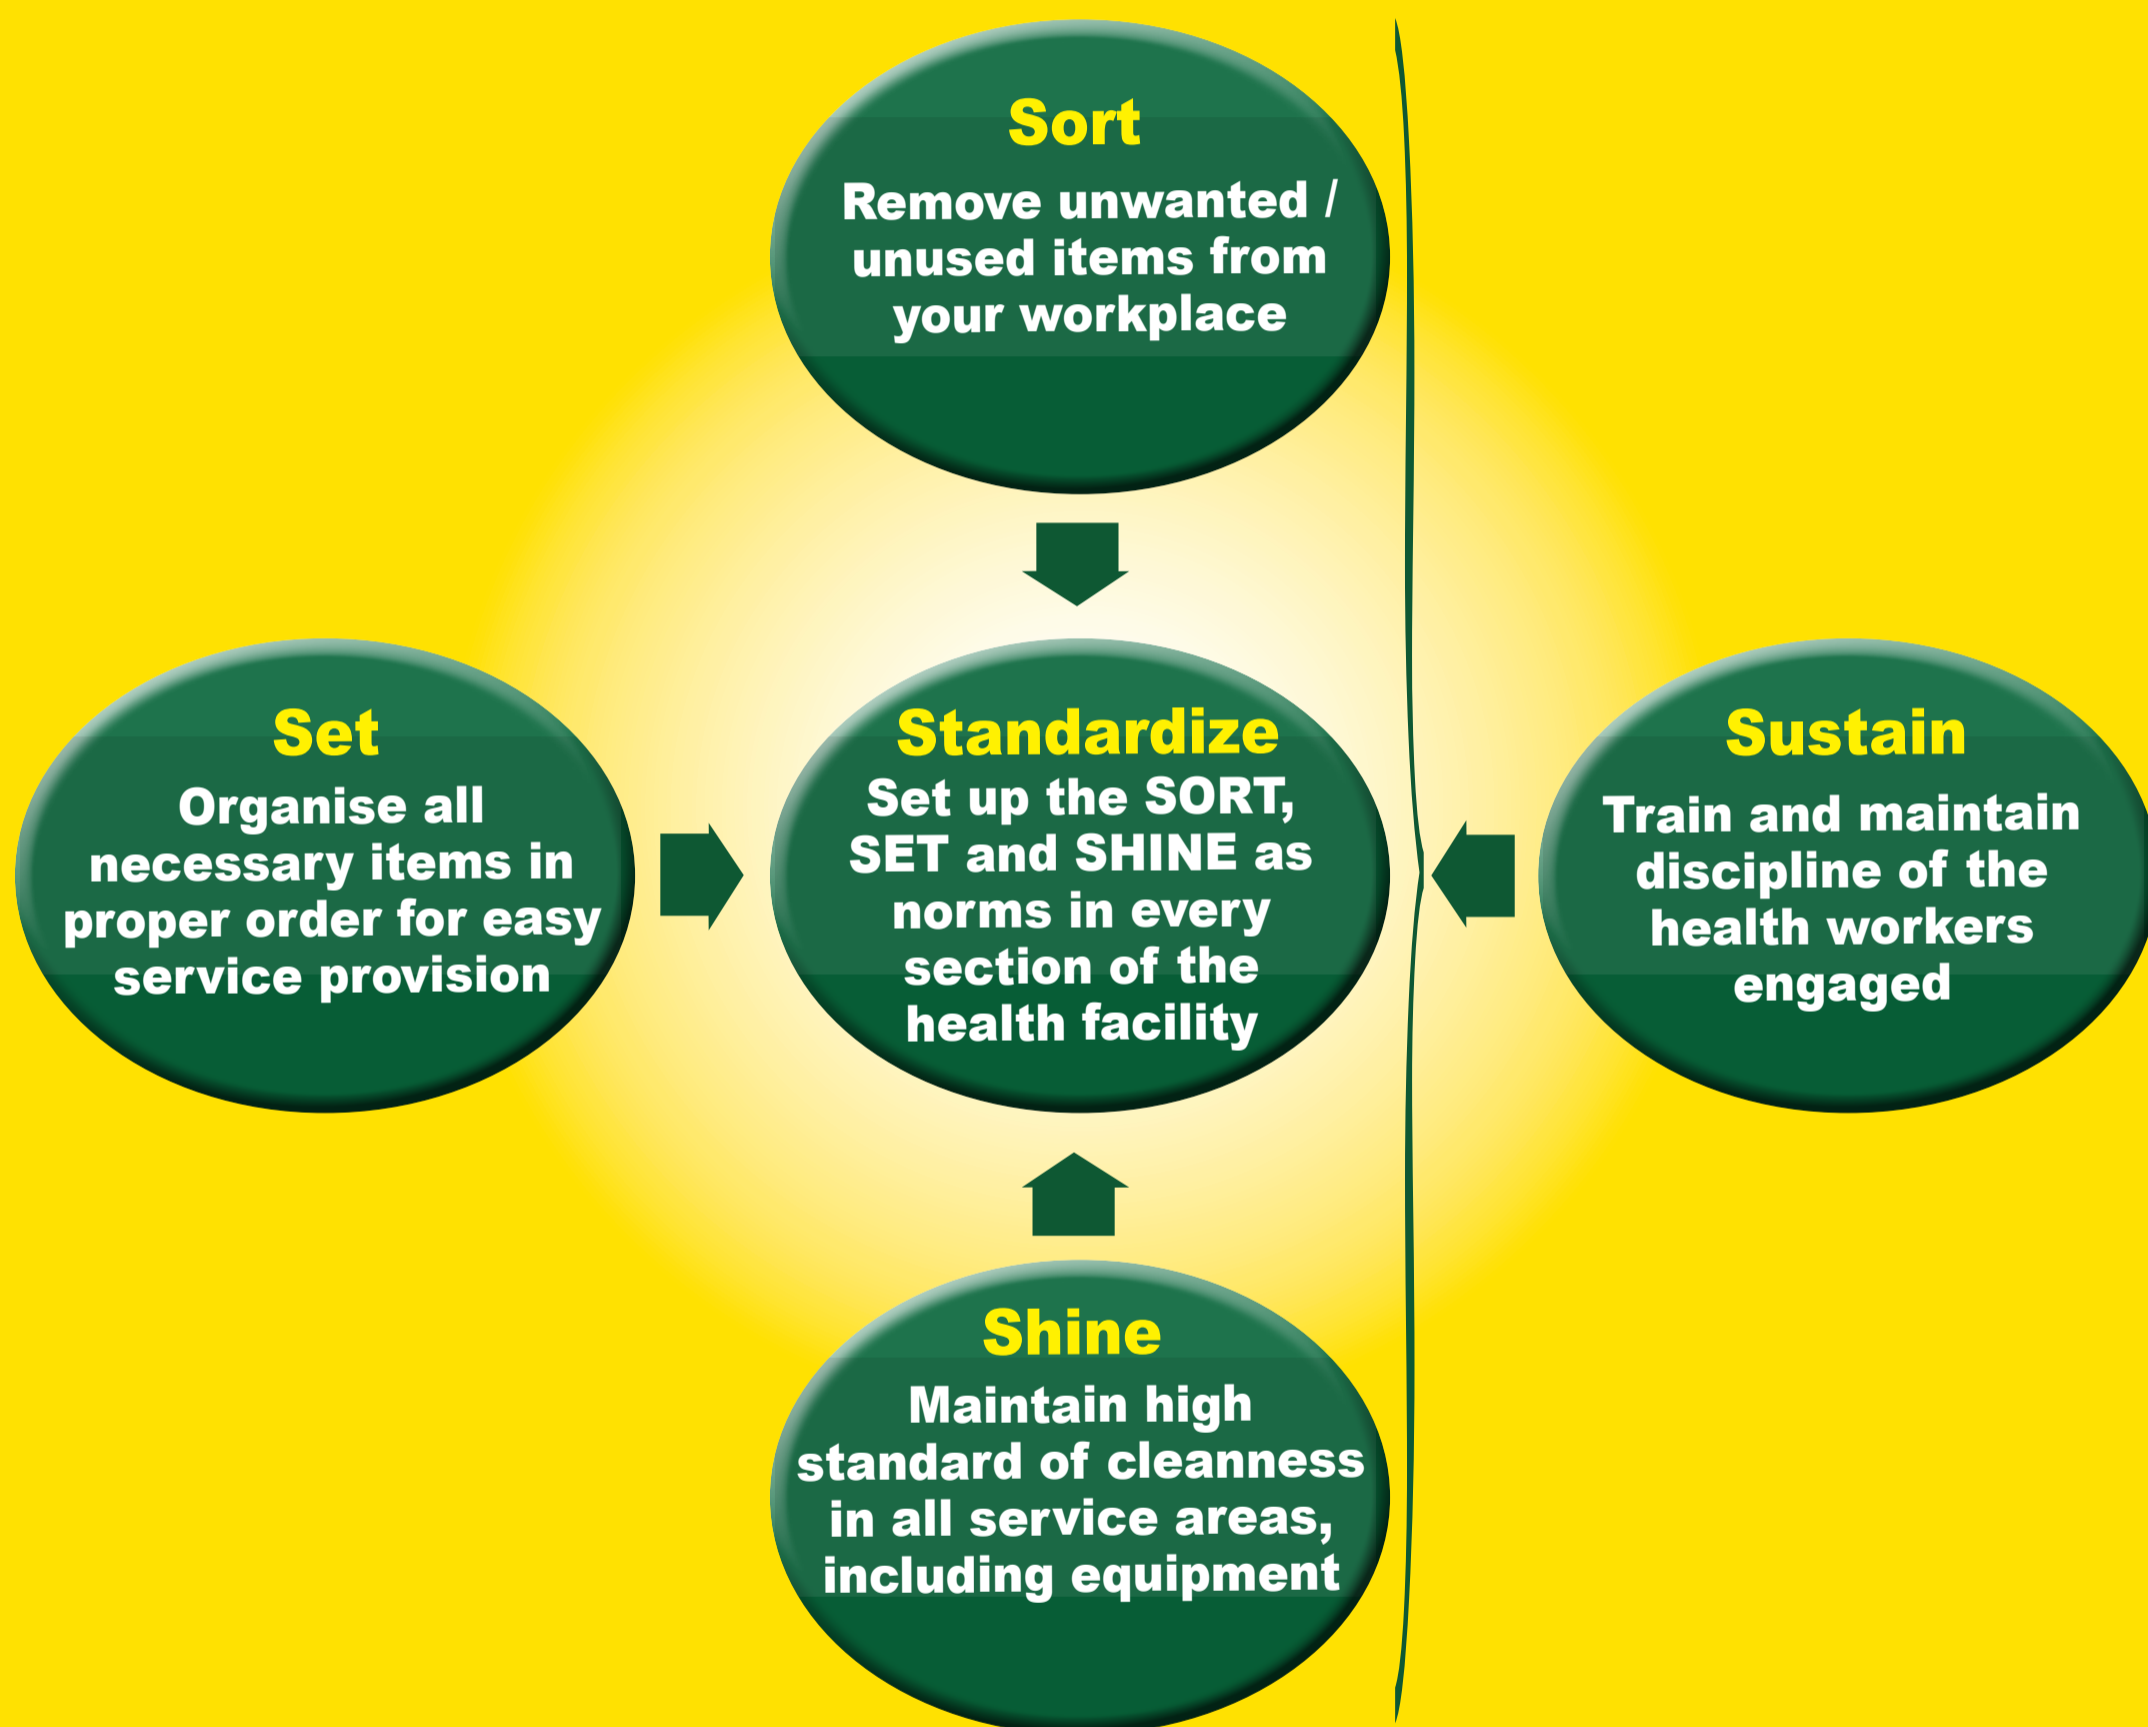 Sort
Remove unwanted /
unused items from
your workplace
Set
Organise all
necessary items in
proper order for easy
service provision
Standardize
Set up the SORT,
SET and SHINE as
norms in every
section of the
health facility
Sustain
Train and maintain
discipline of the
health workers
engaged
Shine
Maintain high
standard of cleanness
in all service areas,
including equipment